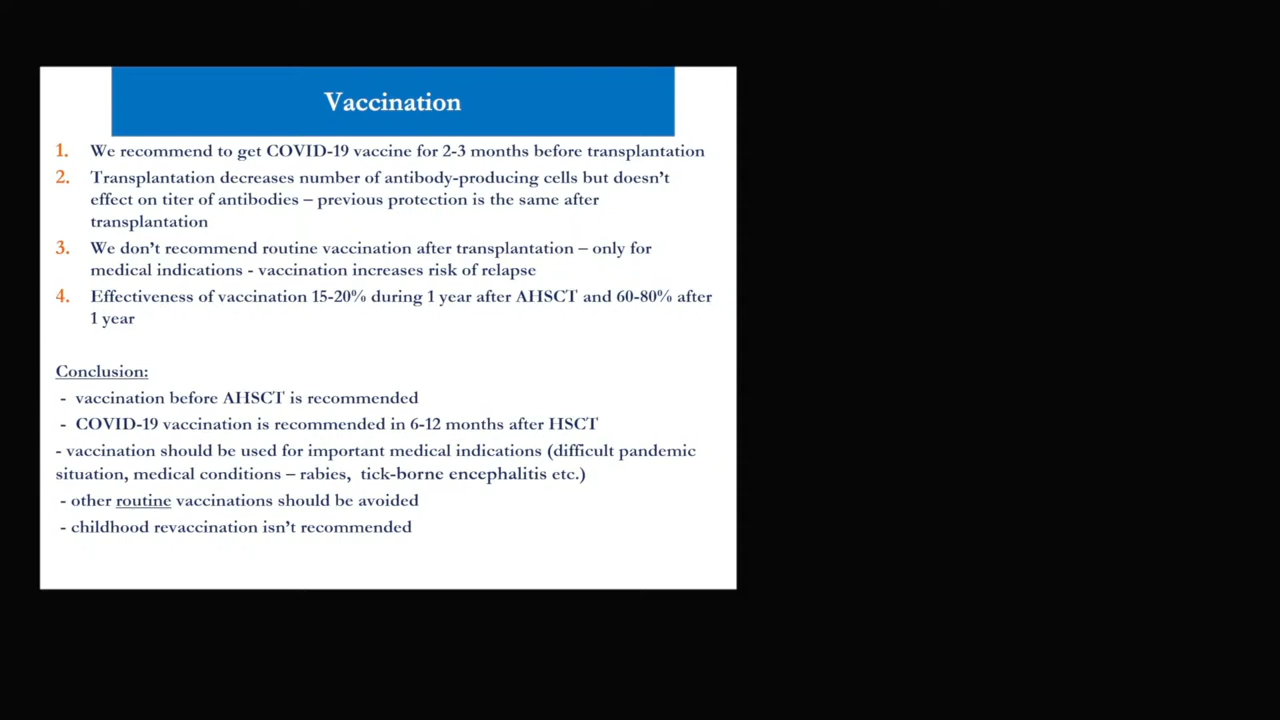 Vaccination
1. We recommend to get COVID-19 vaccine for 2-3 months before transplantation
2. Transplantation decreases number of antibody-producing cells but doesn't
effect on titer of antibodies – previous protection is the same after
transplantation
3. We don't recommend routine vaccination after transplantation – only for
medical indications - vaccination increases risk of relapse
4. Effectiveness of vaccination 15-20% during 1 year after AHSCT and 60-80% after
1 year
Conclusion:
- vaccination before AHSCT is recommended
- COVID-19 vaccination is recommended in 6-12 months after HSCT
- vaccination should be used for important medical indications (difficult pandemic
situation, medical conditions – rabies, tick-borne encephalitis etc.)
- other routine vaccinations should be avoided
- childhood revaccination isn't recommended